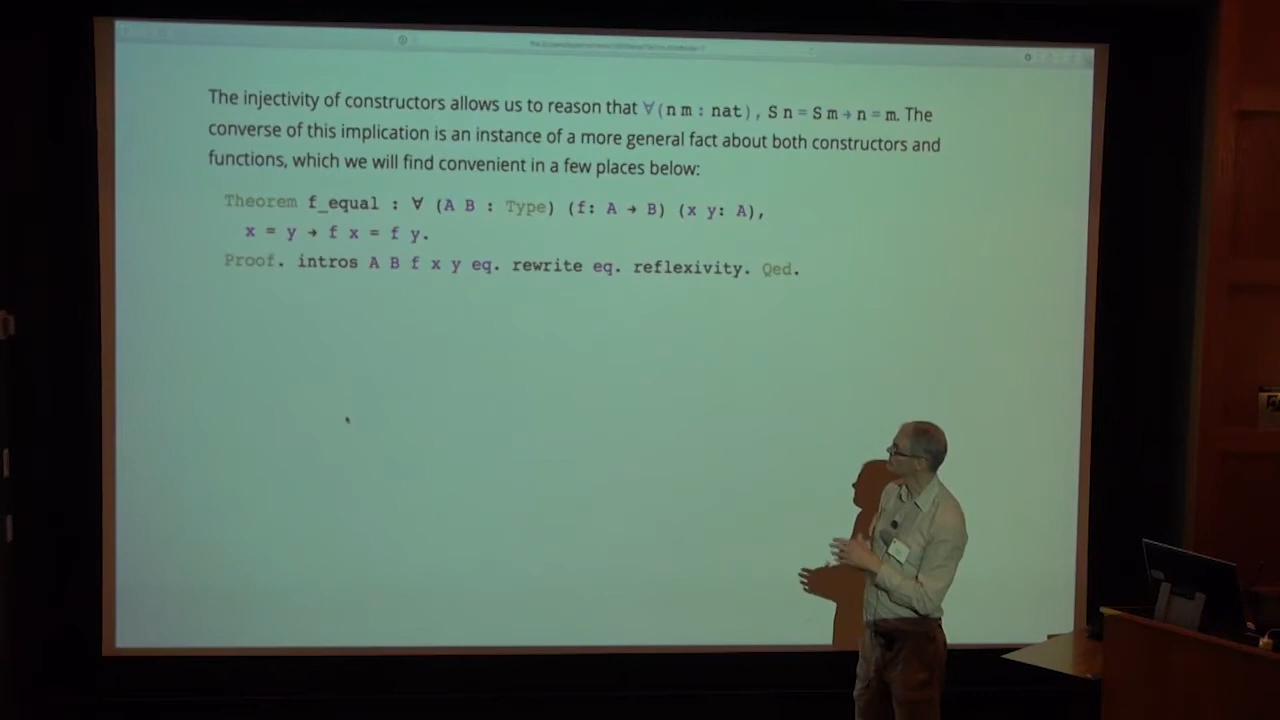 The injectivity of constructors allows us to reason that ∀ (n m : nat), S n = S m → n = m. The
converse of this implication is an instance of a more general fact about both constructors and
functions, which we will find convenient in a few places below:
Theorem f_equal : ∀ (A B : Type) (f: A → B) (x y: A),
x = y → f x = f y.
Proof. intros A B f x y eq. rewrite eq. reflexivity. Qed.